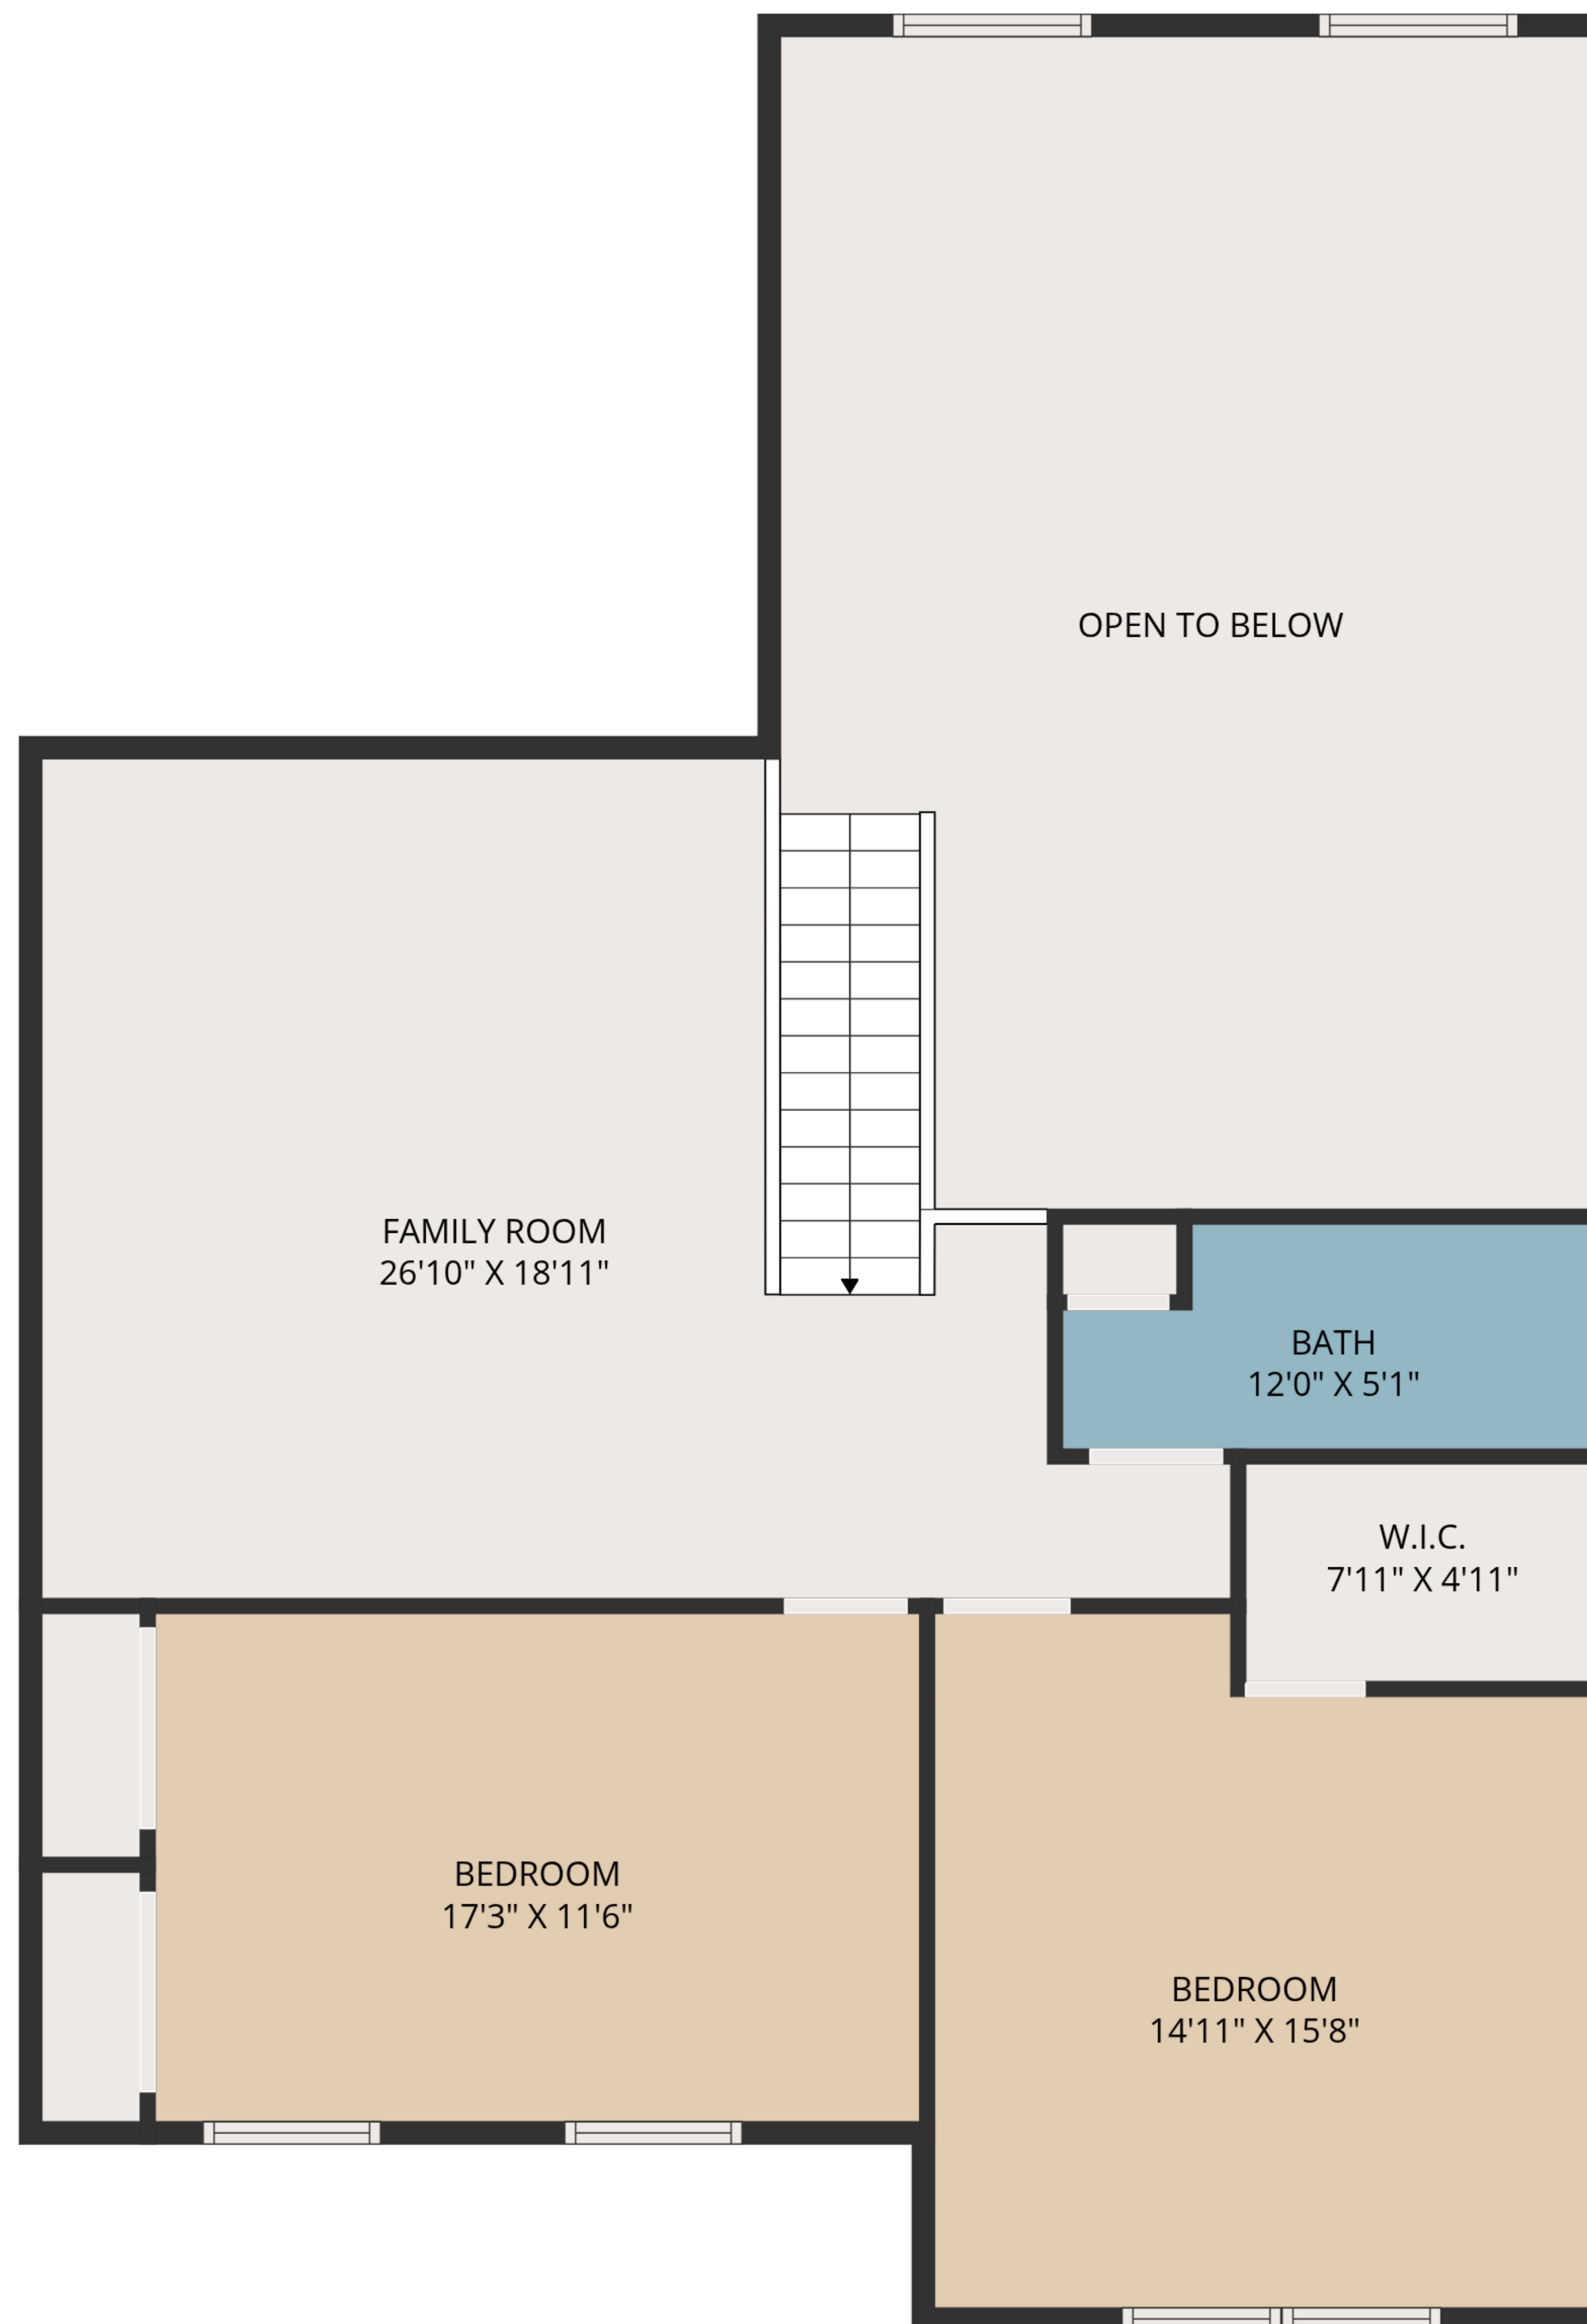 OPEN TO BELOW
FAMILY ROOM
26'10" X 18'11"
BATH
12'0" X 5'1"
W.I.C.
7'11" X 4'11"
BEDROOM
17'3" X 11'6"
BEDROOM
14'11" X 15'8"